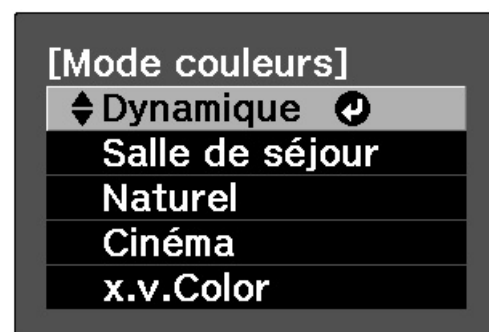 [Mode couleurs]
Dynamique
Salle de séjour
Naturel
Cinéma
x.v.Color